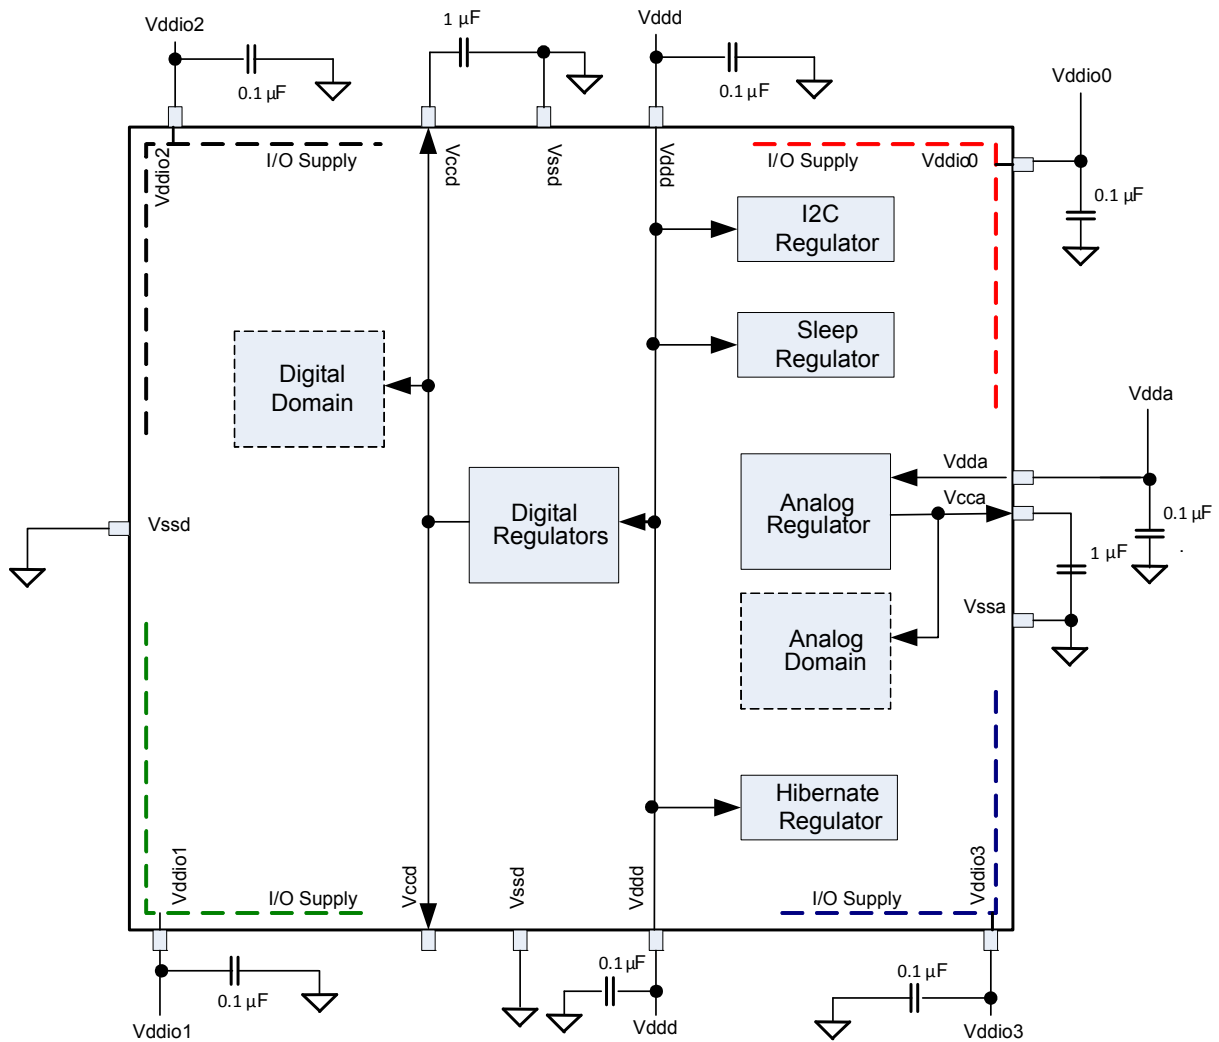 Vddio2
1 µF
Vddd
0.1 µF
0.1 µF
Vddio0
I/O Supply
I/O Supply
Vddio0
Vddio2
Vccd
Vssd
Vddd
0.1 µF
I2C
Regulator
Sleep
Regulator
Digital
Domain
Vdda
Vdda
Vcca
Analog
Regulator
Digital
Regulators
0.1 µF
.
1 µF
Vssd
Vssa
Analog
Domain
Hibernate
Regulator
Vddio1
Vccd
Vssd
Vddd
Vddio3
I/O Supply
I/O Supply
0.1 µF
0.1 µF
0.1 µF
Vddio1
Vddd
Vddio3